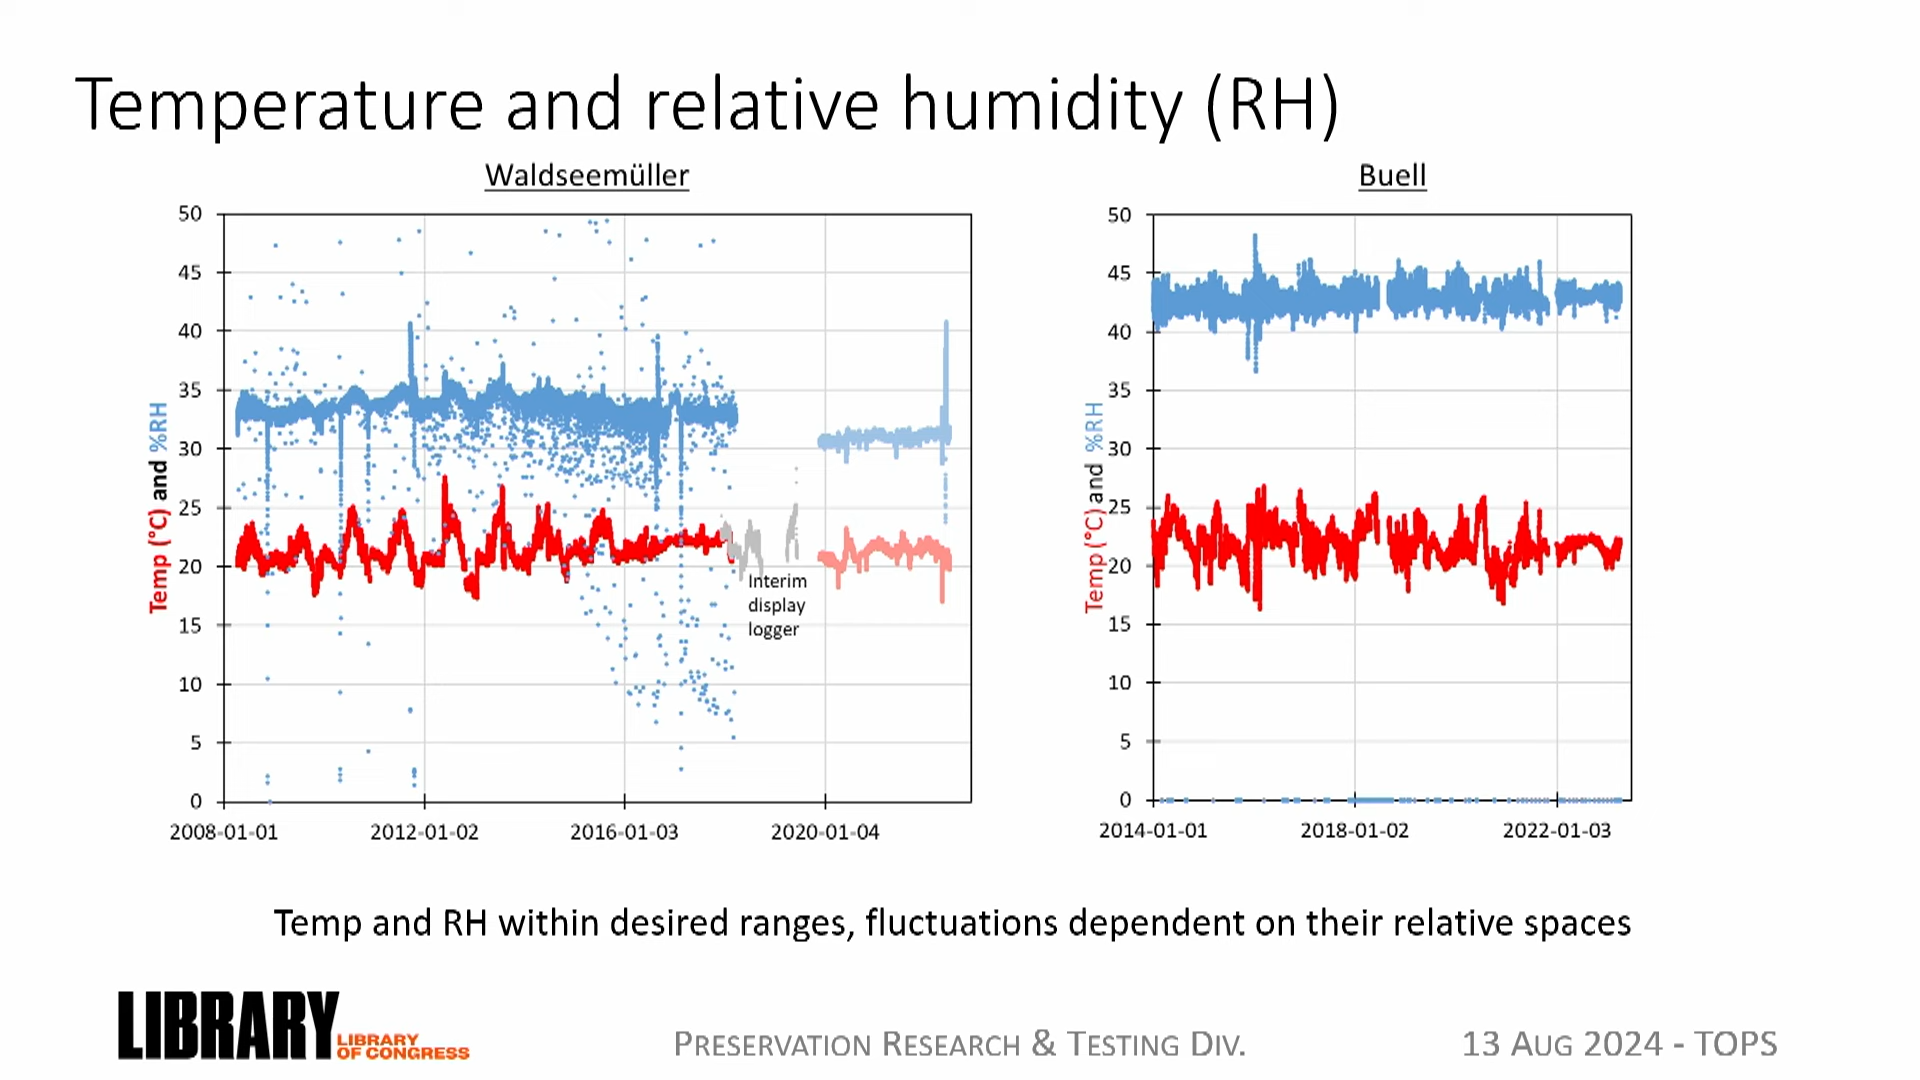 Temperature and relative humidity (RH)
Waldseemüller
50
45
40
35
30
25
20
15
10
5
0
Temp (°C) and %RH
Interim
display
logger
2008-01-01 2012-01-02 2016-01-03 2020-01-04
Buell
50
45
40
35
30
25
20
15
10
5
0
Temp (°C) and %RH
2014-01-01 2018-01-02 2022-01-03
Temp and RH within desired ranges, fluctuations dependent on their relative spaces
LIBRARY
LIBRARY
OF CONGRESS
PRESERVATION RESEARCH & TESTING DIV.
13 AUG 2024 - TOPS